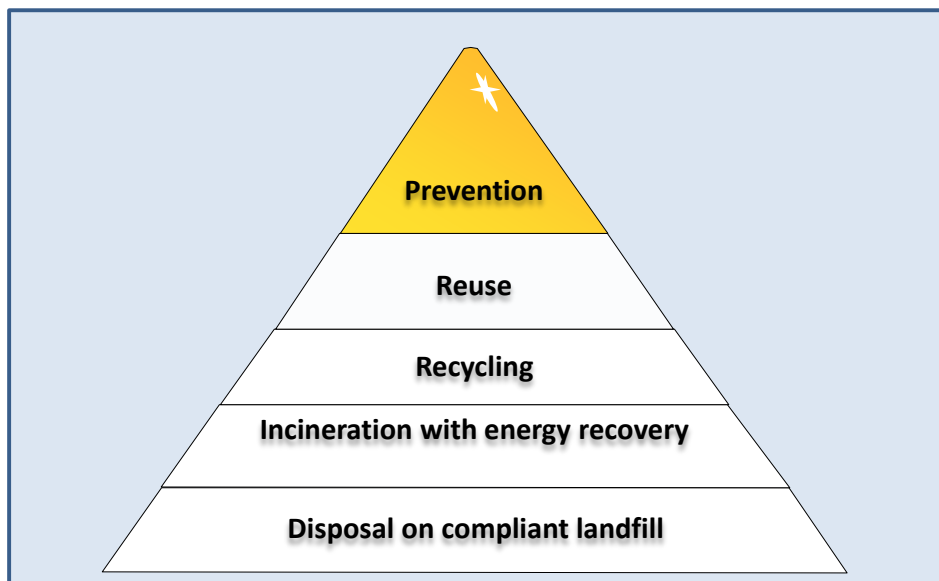 Prevention
Reuse
Recycling
Incineration with energy recovery
Disposal on compliant landfill